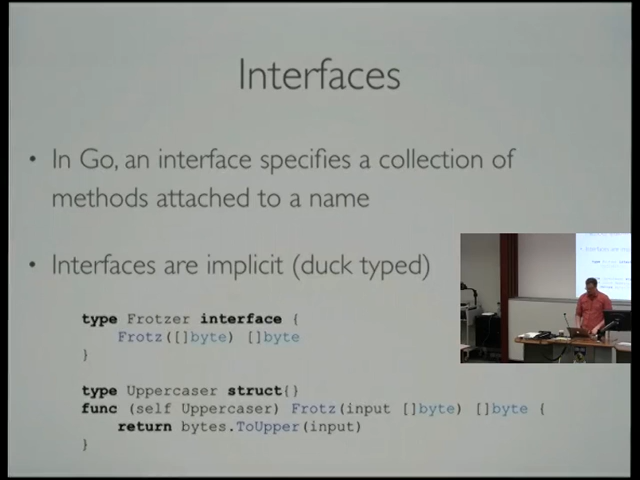 Interfaces
• In Go, an interface specifies a collection of
methods attached to a name
• Interfaces are implicit (duck typed)
type Frotzer interface {
Frotz([]byte) []byte
}
type Uppercaser struct{}
func (self Uppercaser) Frotz(input []byte) []byte {
return bytes.ToUpper(input)
}